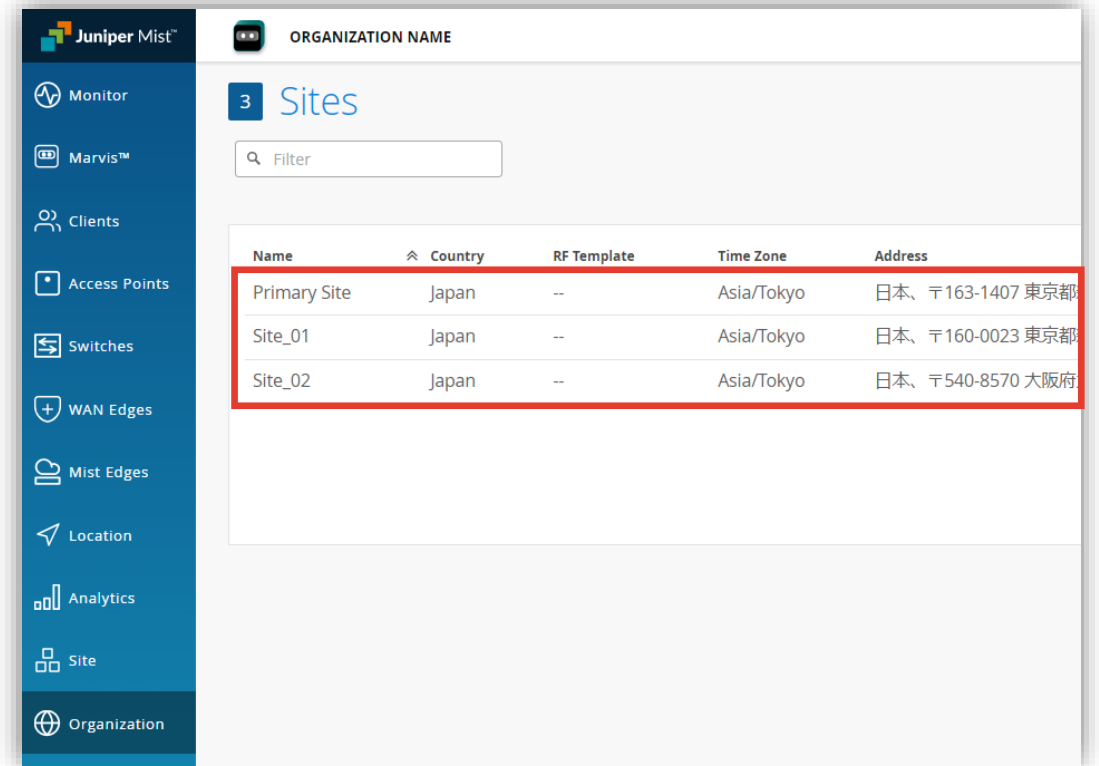 Juniper Mist™
ORGANIZATION NAME
Monitor
Marvis™
Clients
Access Points
Switches
WAN Edges
Mist Edges
Location
Analytics
Site
Organization
3 Sites
Filter
Name Country RF Template Time Zone Address
Primary Site Japan -- Asia/Tokyo 日本、〒163-1407 東京都
Site_01 Japan -- Asia/Tokyo 日本、〒160-0023 東京都
Site_02 Japan -- Asia/Tokyo 日本、〒540-8570 大阪府